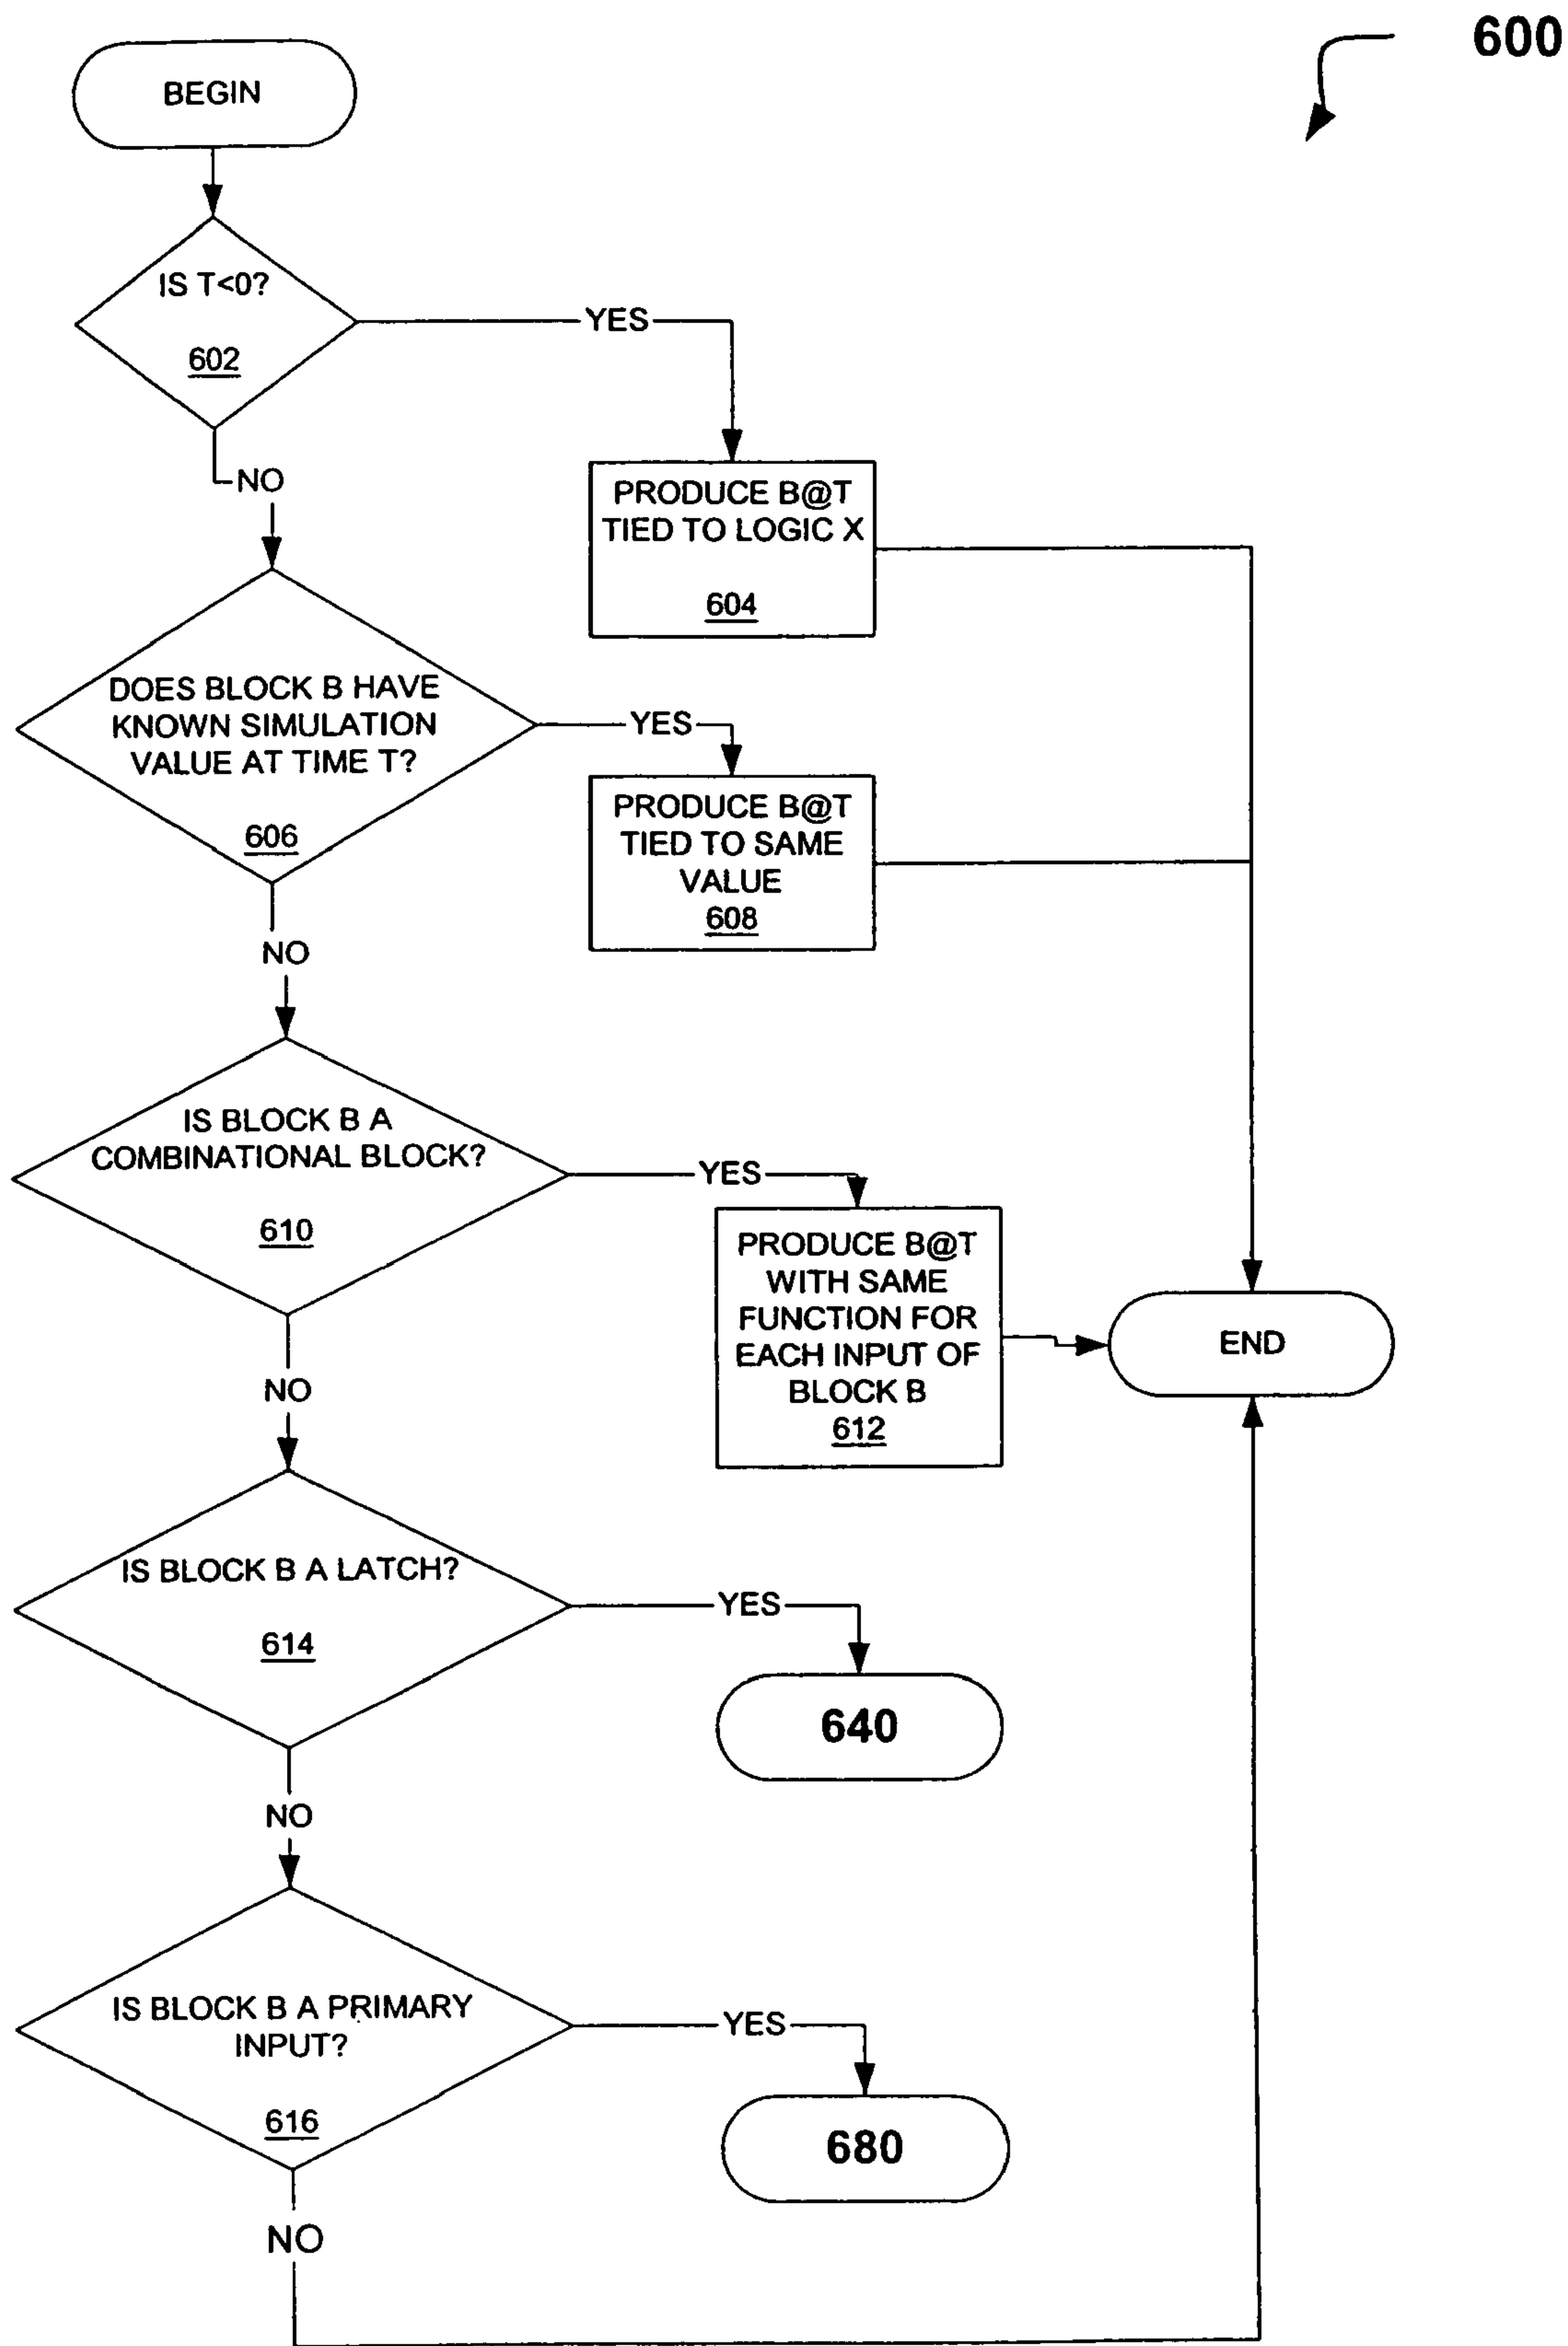 600
BEGIN
IS T<0?
602
YES
NO
PRODUCE B@T
TIED TO LOGIC X
604
DOES BLOCK B HAVE
KNOWN SIMULATION
VALUE AT TIME T?
606
YES
PRODUCE B@T
TIED TO SAME
VALUE
608
NO
IS BLOCK B A
COMBINATIONAL BLOCK?
610
YES
PRODUCE B@T
WITH SAME
FUNCTION FOR
EACH INPUT OF
BLOCK B
612
END
NO
IS BLOCK B A LATCH?
614
YES
640
NO
IS BLOCK B A PRIMARY
INPUT?
616
YES
680
NO